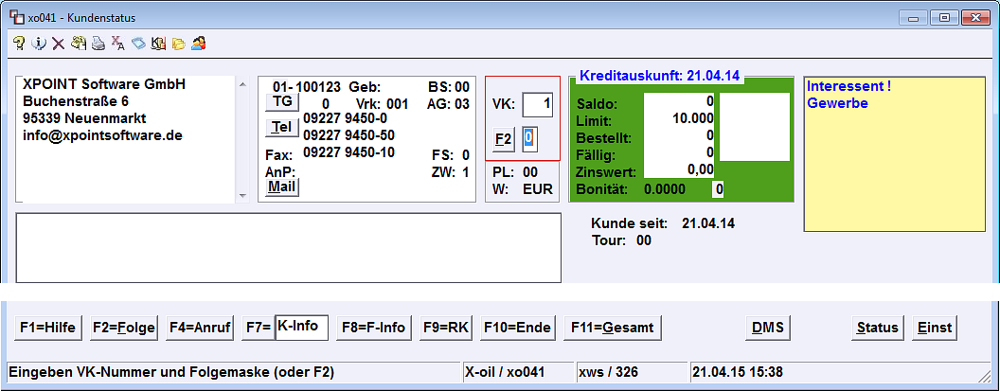 xo041 - Kundenstatus
XPOINT Software GmbH
Buchenstraße 6
95339 Neuenmarkt
info@xpointsoftware.de
01- 100123 Geb: BS: 00
TG 0 Vrk: 001 AG: 03
Tel 09227 9450-0
09227 9450-50
Fax: 09227 9450-10 FS: 0
AnP: ZW: 1
Mail
VK: 1
F2 0
PL: 00
W: EUR
Kreditauskunft: 21.04.14
Saldo: 0
Limit: 10.000
Bestellt: 0
Fällig: 0
Zinswert: 0,00
Bonität: 0.0000 0
Interessent !
Gewerbe
Kunde seit: 21.04.14
Tour: 00
F1=Hilfe F2=Folge F4=Anruf F7= K-Info F8=F-Info F9=RK F10=Ende F11=Gesamt DMS Status Einst
Eingeben VK-Nummer und Folgemaske (oder F2) X-oil / xo041 xws / 326 21.04.15 15:38